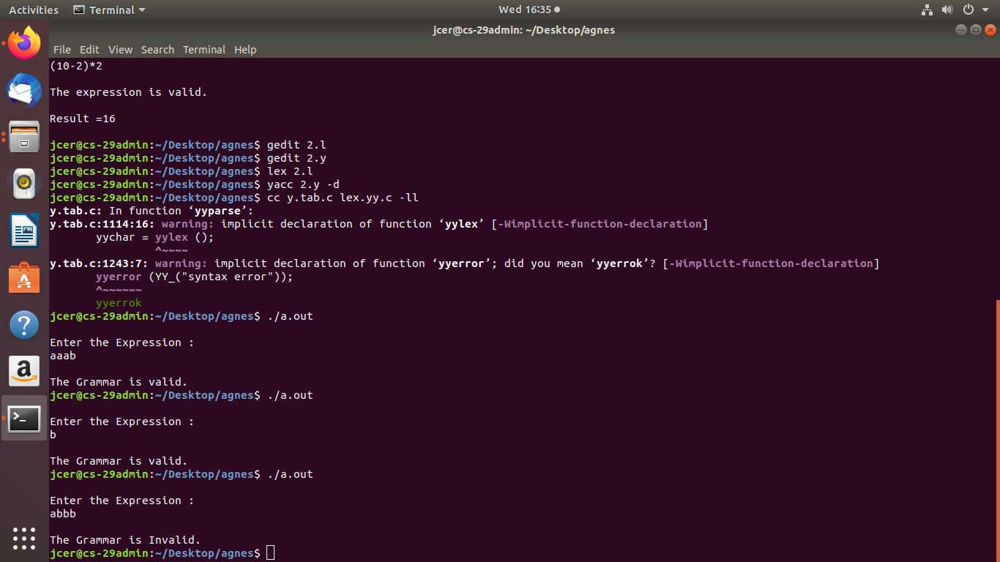 Activities Terminal Wed 16:35
jcer@cs-29admin: ~/Desktop/agnes
File Edit View Search Terminal Help
(10-2)*2
The expression is valid.
Result =16
jcer@cs-29admin:~/Desktop/agnes$ gedit 2.l
jcer@cs-29admin:~/Desktop/agnes$ gedit 2.y
jcer@cs-29admin:~/Desktop/agnes$ lex 2.l
jcer@cs-29admin:~/Desktop/agnes$ yacc 2.y -d
jcer@cs-29admin:~/Desktop/agnes$ cc y.tab.c lex.yy.c -ll
y.tab.c: In function ‘yyparse’:
y.tab.c:1114:16: warning: implicit declaration of function ‘yylex’ [-Wimplicit-function-declaration]
yychar = yylex ();
^~~~~
y.tab.c:1243:7: warning: implicit declaration of function ‘yyerror’; did you mean ‘yyerrok’? [-Wimplicit-function-declaration]
yyerror (YY_("syntax error"));
^~~~~~~
yyerrok
jcer@cs-29admin:~/Desktop/agnes$ ./a.out
Enter the Expression :
aaab
The Grammar is valid.
jcer@cs-29admin:~/Desktop/agnes$ ./a.out
Enter the Expression :
b
The Grammar is valid.
jcer@cs-29admin:~/Desktop/agnes$ ./a.out
Enter the Expression :
abbb
The Grammar is Invalid.
jcer@cs-29admin:~/Desktop/agnes$